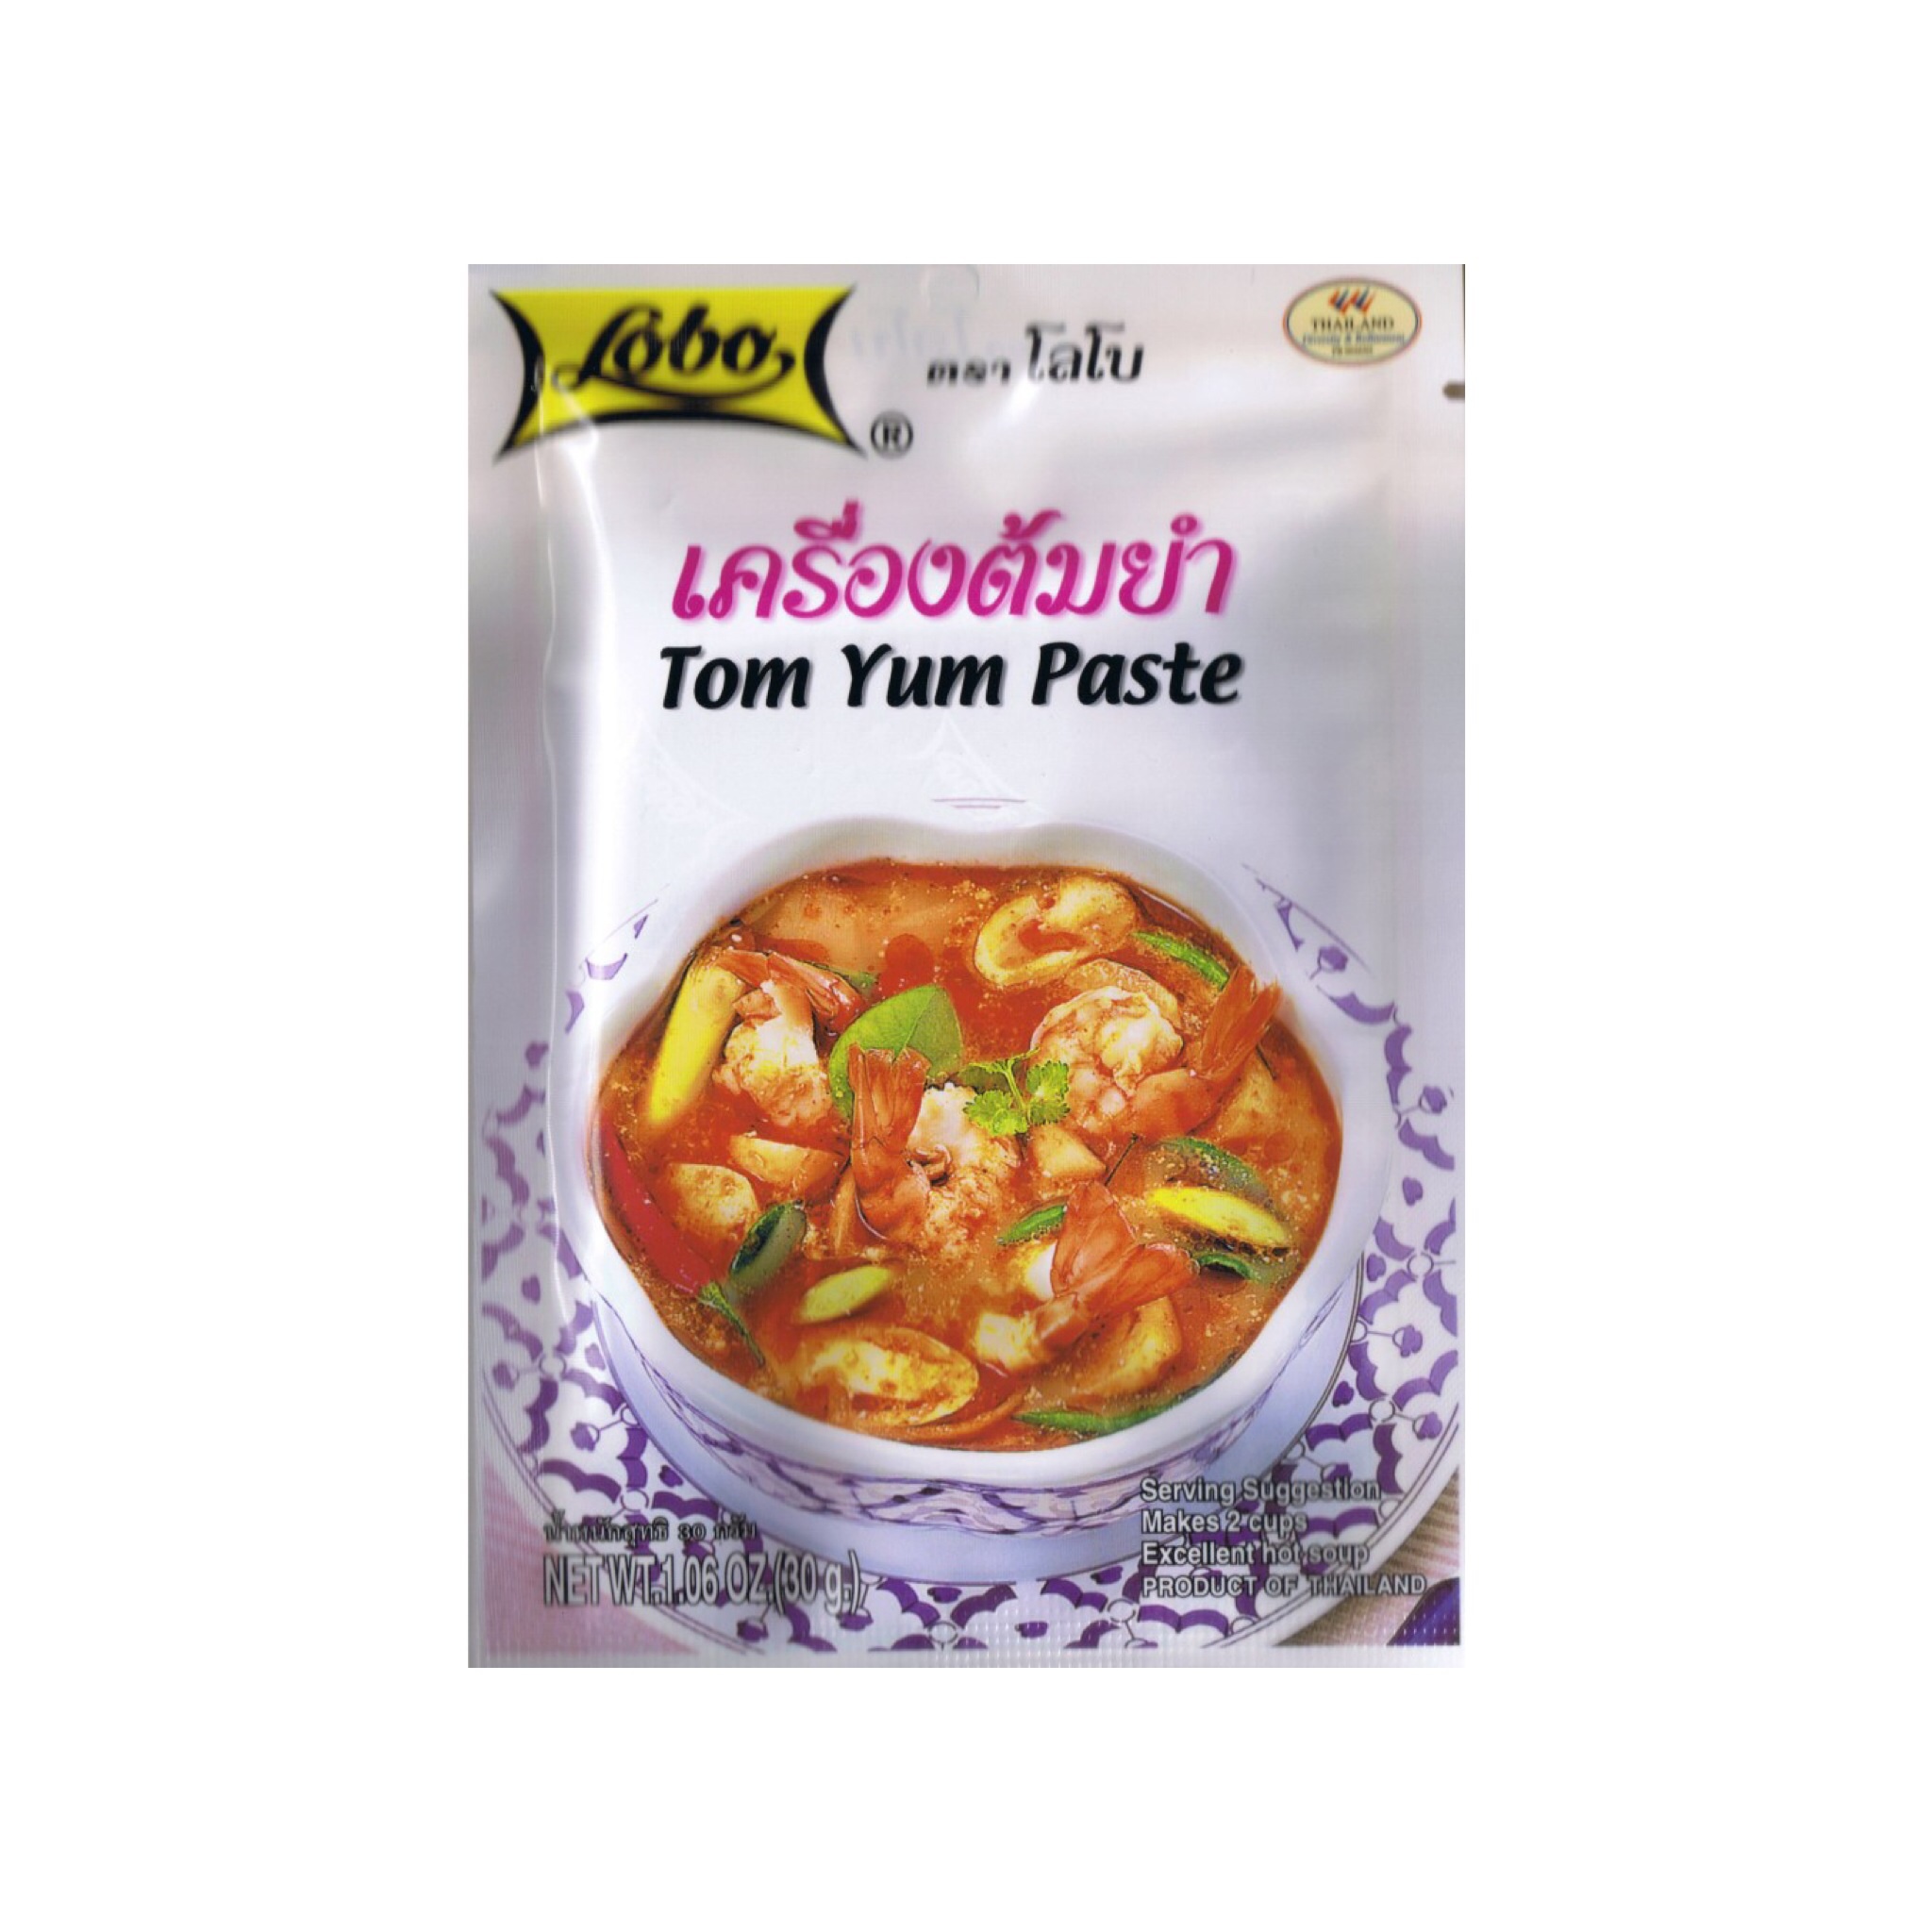 Lobo
®
ตรา โลโบ
THAILAND
เครื่องต้มยำ
Tom Yum Paste
Serving Suggestion
Makes 2 cups
Excellent hot soup
PRODUCT OF THAILAND
น้ำหนักสุทธิ 30 กรัม
NET WT.1.06 OZ.(30 g.)